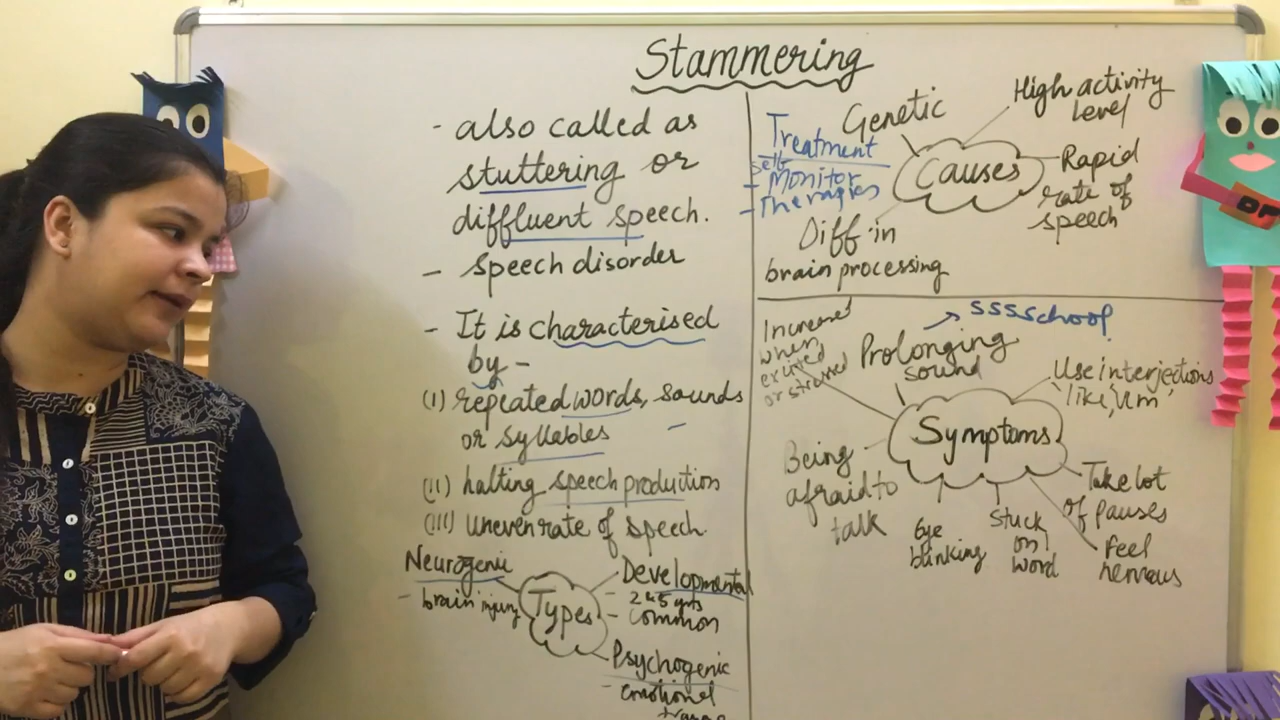 Stammering
- also called as
stuttering or
diffluent speech.
- Speech disorder
- It is characterised
by -
(I) repeated words, sounds
or syllables
(II) halting speech production
(III) uneven rate of speech.
Types
Neurogenic
- brain injury
Developmental
- 2 & 5 yrs
- common
Psychogenic
- emotional
Causes
Genetic
High activity
level
Rapid
rate of
speech
Diff. in
brain processing
Treatment
- self
Monitor
- Therapies
Symptoms
Increased
when
excited
or stressed
Prolonging
sound
→ SSSSchool
Use interjections
like, 'Um'
Take lot
of pauses
Feel
nervous
Stuck
on
word
Eye
blinking
Being
afraid to
talk